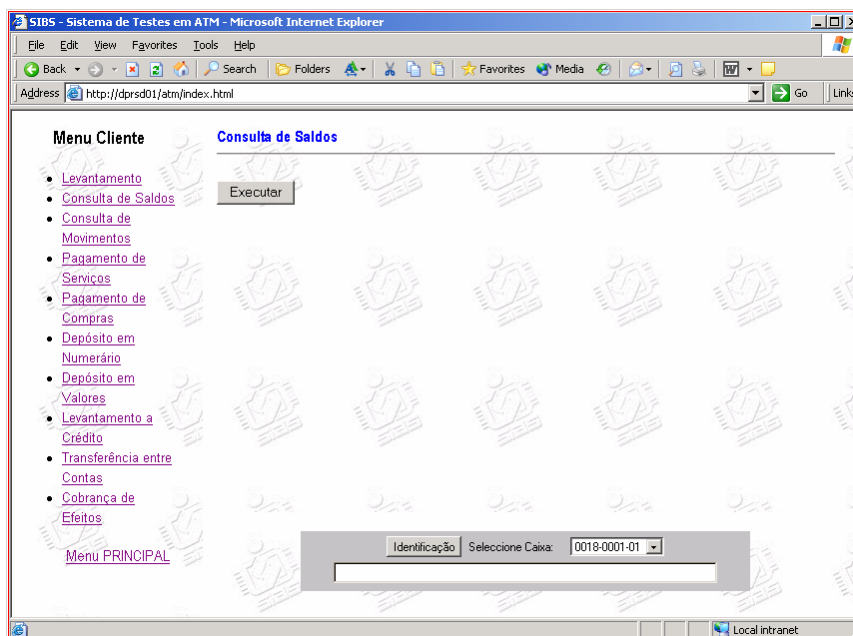 SIBS - Sistema de Testes em ATM - Microsoft Internet Explorer
File Edit View Favorites Tools Help
Back Search Folders Favorites Media
Address http://dprsd01/atm/index.html Go Links
Menu Cliente
Levantamento
Consulta de Saldos
Consulta de
Movimentos
Pagamento de
Serviços
Pagamento de
Compras
Depósito em
Numerário
Depósito em
Valores
Levantamento a
Crédito
Transferência entre
Contas
Cobrança de
Efeitos
Menu PRINCIPAL
Consulta de Saldos
Executar
Identificação Seleccione Caixa: 0018-0001-01
Local intranet
SIBS